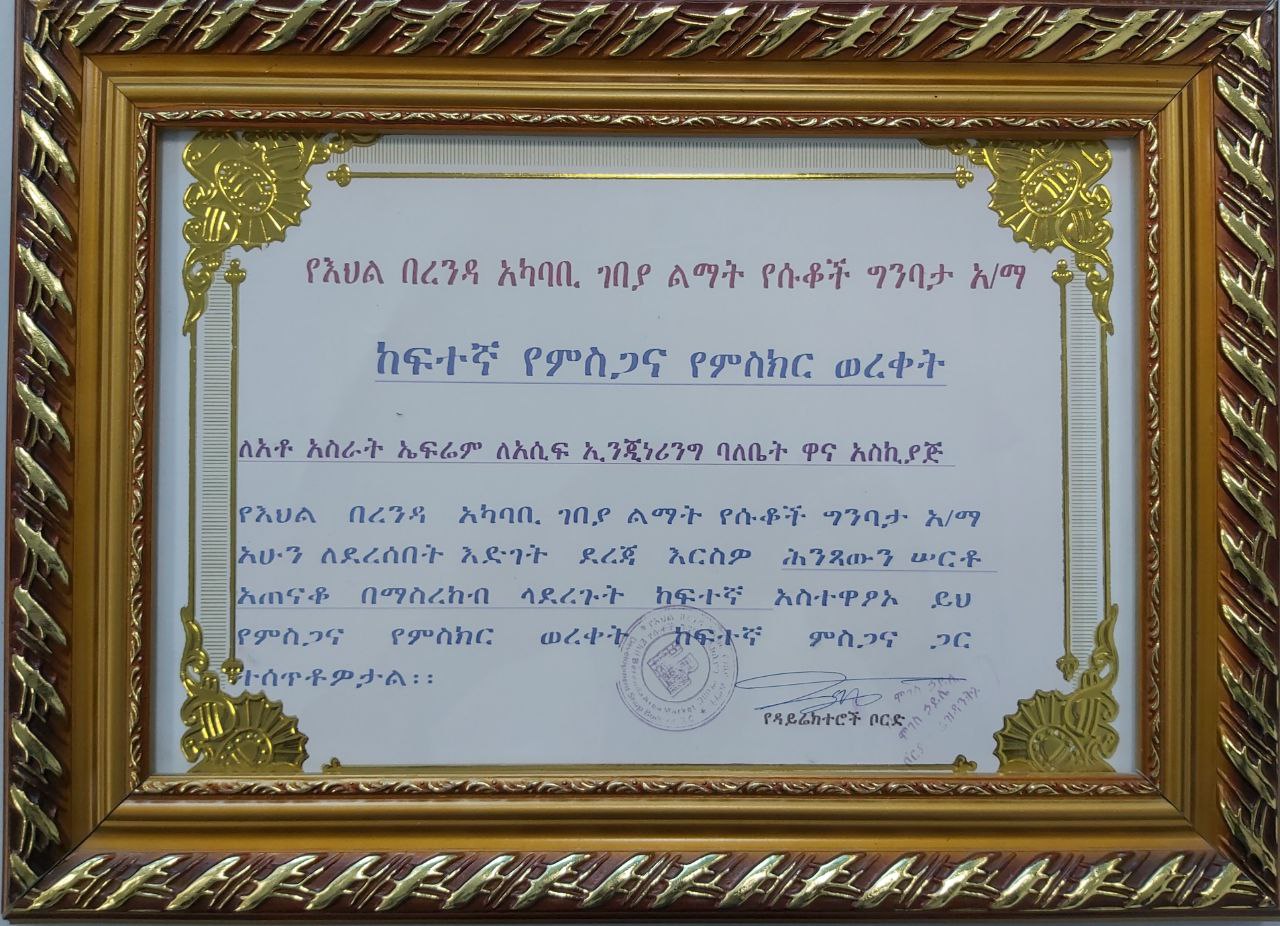 የእህል በረንዳ አካባቢ ገበያ ልማት የሱቆች ግንባታ አ/ማ
ከፍተኛ የምስጋና የምስክር ወረቀት
ለአቶ አስራት ኤፍሬም ለአሲፍ ኢንጂነሪንግ ባለቤት ዋና አስኪያጅ
የእህል በረንዳ አካባቢ ገበያ ልማት የሱቆች ግንባታ አ/ማ
አሁን ለደረሰበት እድገት ደረጃ እርስዎ ሕንጻውን ሠርቶ
አጠናቆ በማስረከብ ላደረጉት ከፍተኛ አስተዋፆኦ ይህ
የምስጋና የምስክር ወረቀት ከፍተኛ ምስጋና ጋር
ተሰጥቶዎታል፡፡
የዳይሬክተሮች ቦርድ